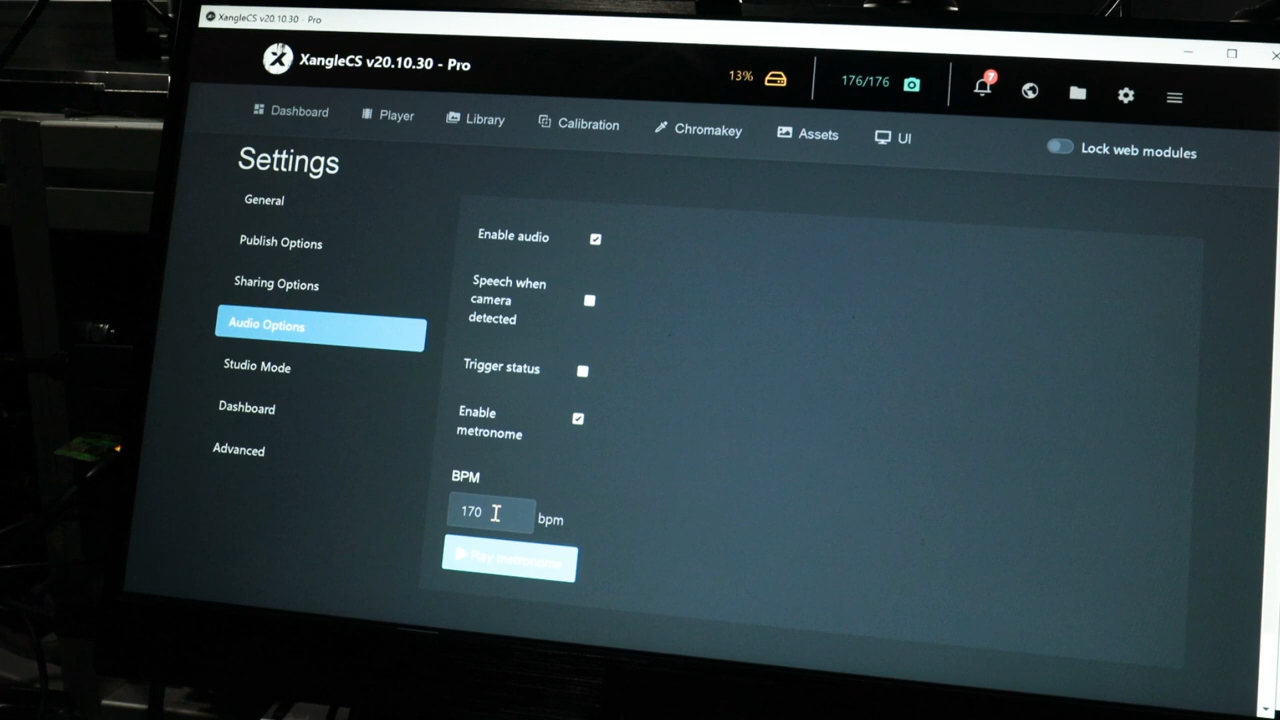 XangleCS v20.10.30 - Pro
XangleCS v20.10.30 - Pro
13%
176/176
7
Dashboard
Player
Library
Calibration
Chromakey
Assets
UI
Lock web modules
Settings
General
Publish Options
Sharing Options
Audio Options
Studio Mode
Dashboard
Advanced
Enable audio
Speech when
camera
detected
Trigger status
Enable
metronome
BPM
170
bpm
Play metronome